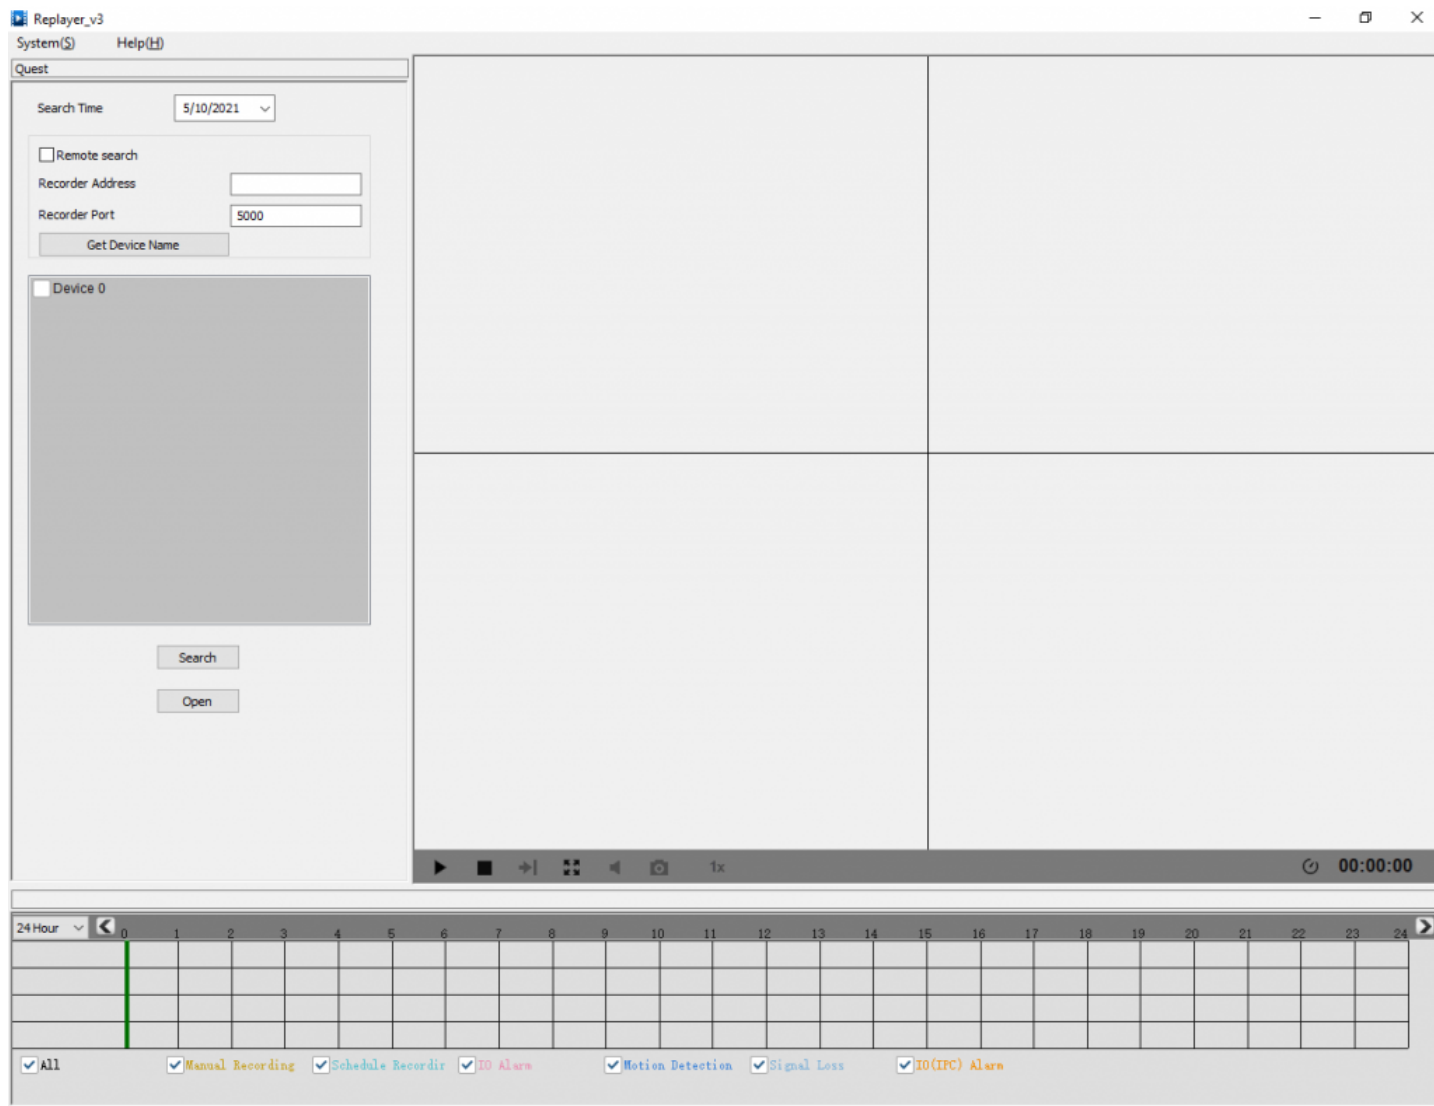 Replayer_v3
System(S) Help(H)
Quest
Search Time 5/10/2021
Remote search
Recorder Address
Recorder Port 5000
Get Device Name
Device 0
Search
Open
1x 00:00:00
24 Hour 0 1 2 3 4 5 6 7 8 9 10 11 12 13 14 15 16 17 18 19 20 21 22 23 24
All Manual Recording Schedule Recordir IO Alarm Motion Detection Signal Loss IO(IPC) Alarm